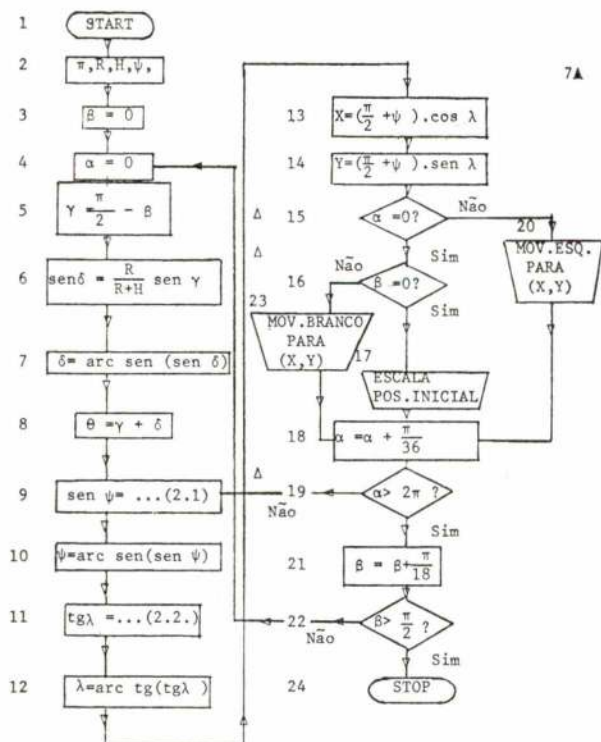 1 START
2 π,R,H,ψ,
3 β = 0
4 α = 0
5 γ = π/2 - β
6 senδ = R/R+H sen γ
7 δ= arc sen (sen δ)
8 θ =γ + δ
9 sen ψ= ...(2.1)
10 ψ=arc sen(sen ψ)
11 tgλ =...(2.2.)
12 λ=arc tg(tgλ )
7▲
13 X=(π/2 +ψ ).cos λ
14 Y=(π/2 +ψ ).sen λ
15 α =0?
Não
Sim
20
MOV.ESQ.
PARA
(X,Y)
16 β =0?
Não
Sim
23
MOV.BRANCO
PARA
(X,Y)
17
ESCALA
POS.INICIAL
18 α =α + π/36
19 α> 2π ?
Não
Sim
21 β = β+π/18
22 β> π/2 ?
Não
Sim
24 STOP